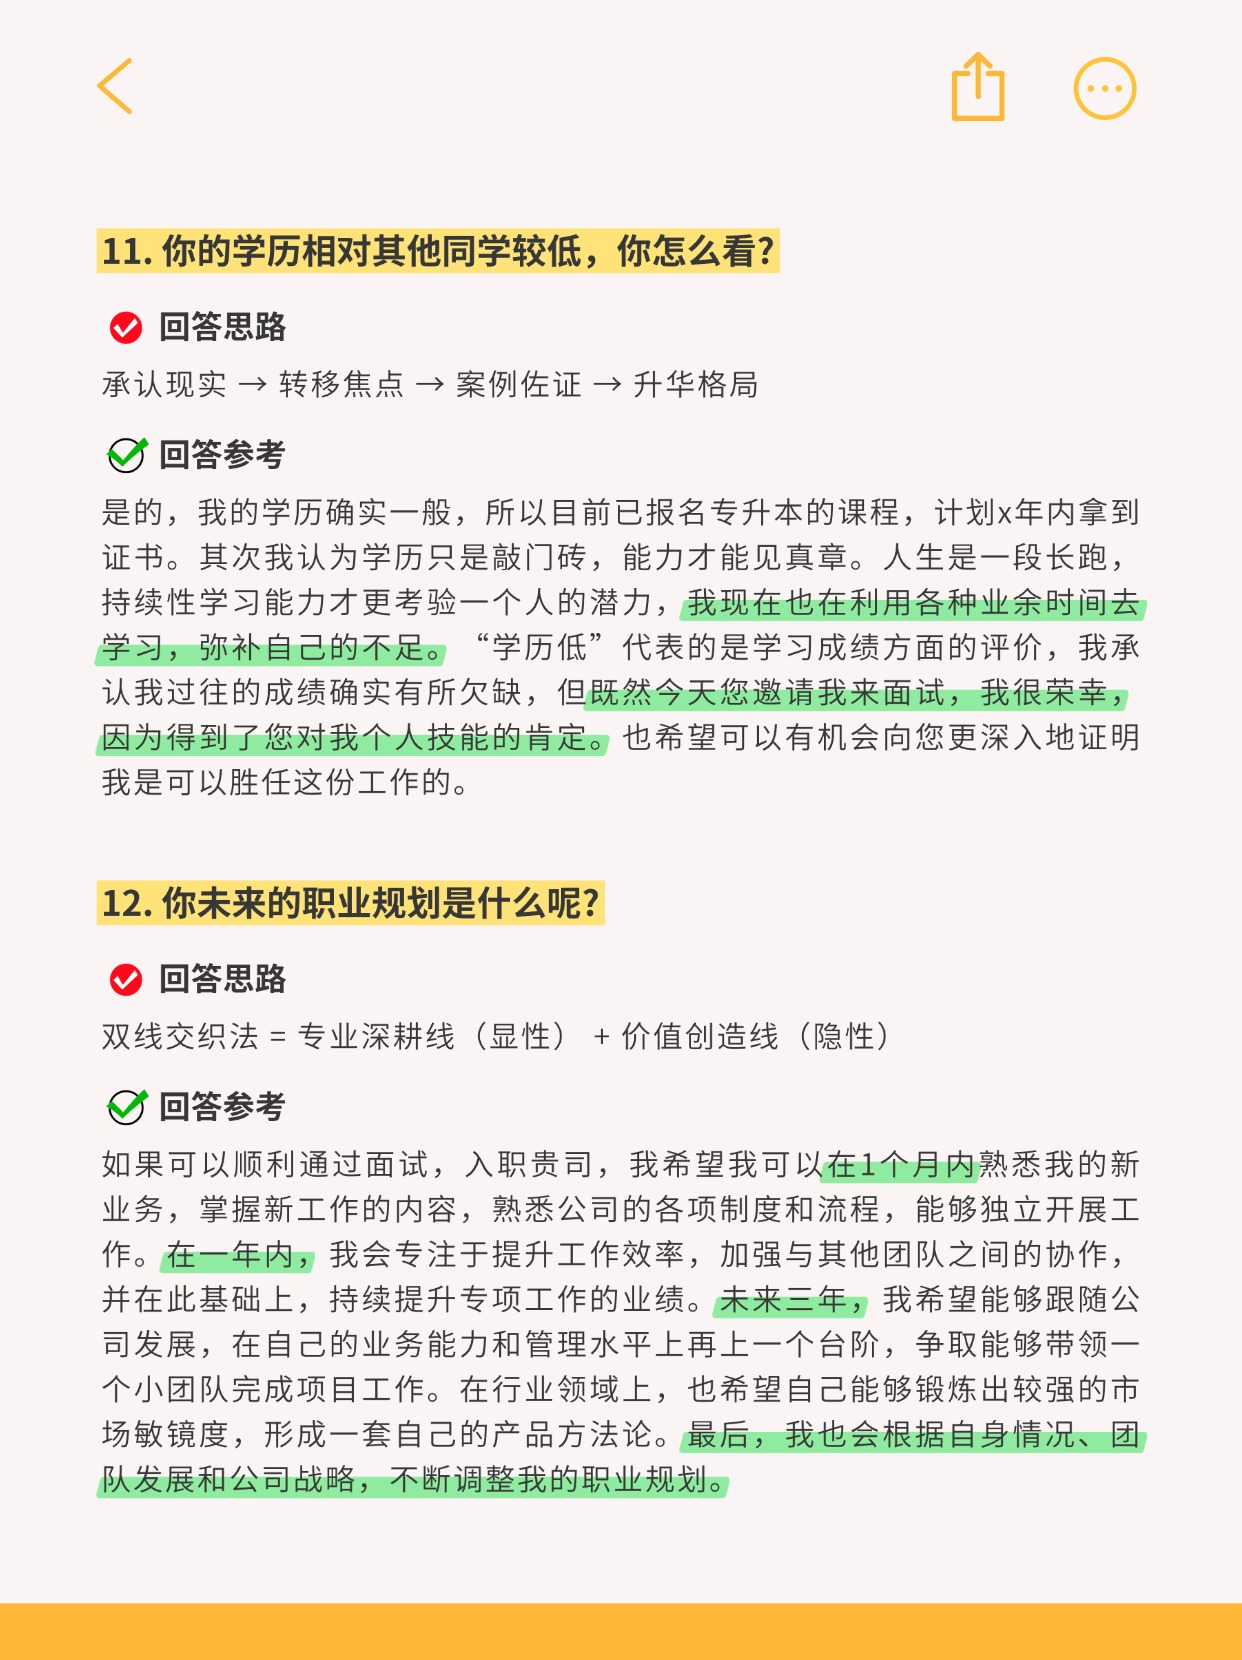 11. 你的学历相对其他同学较低，你怎么看?
回答思路
承认现实 → 转移焦点 → 案例佐证 → 升华格局
回答参考
是的，我的学历确实一般，所以目前已报名专升本的课程，计划x年内拿到
证书。其次我认为学历只是敲门砖，能力才能见真章。人生是一段长跑，
持续性学习能力才更考验一个人的潜力，我现在也在利用各种业余时间去
学习，弥补自己的不足。“学历低”代表的是学习成绩方面的评价，我承
认我过往的成绩确实有所欠缺，但既然今天您邀请我来面试，我很荣幸，
因为得到了您对我个人技能的肯定。也希望可以有机会向您更深入地证明
我是可以胜任这份工作的。
12. 你未来的职业规划是什么呢?
回答思路
双线交织法 = 专业深耕线（显性） + 价值创造线（隐性）
回答参考
如果可以顺利通过面试，入职贵司，我希望我可以在1个月内熟悉我的新
业务，掌握新工作的内容，熟悉公司的各项制度和流程，能够独立开展工
作。在一年内，我会专注于提升工作效率，加强与其他团队之间的协作，
并在此基础上，持续提升专项工作的业绩。未来三年，我希望能够跟随公
司发展，在自己的业务能力和管理水平上再上一个台阶，争取能够带领一
个小团队完成项目工作。在行业领域上，也希望自己能够锻炼出较强的市
场敏镜度，形成一套自己的产品方法论。最后，我也会根据自身情况、团
队发展和公司战略，不断调整我的职业规划。